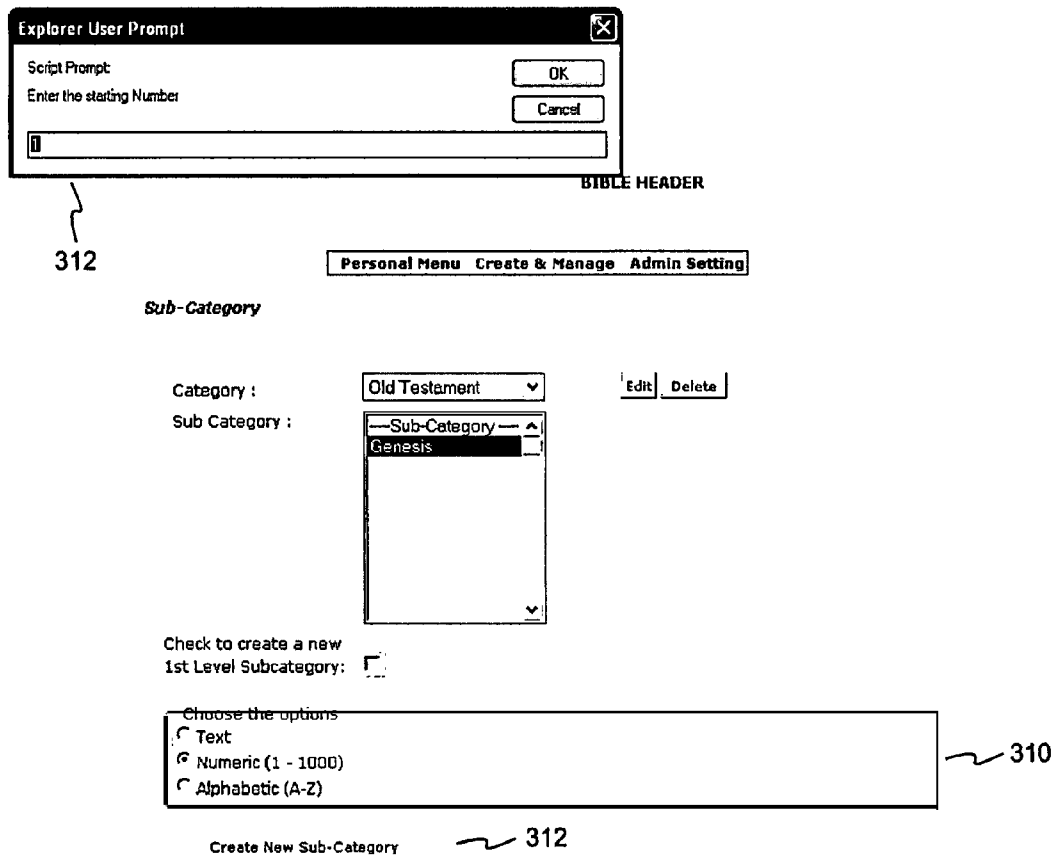 Explorer User Prompt
Script Prompt:
OK
Enter the starting Number
Cancel
1
BIBLE HEADER
312
Personal Menu Create & Manage Admin Setting
Sub-Category
Category : Old Testament Edit Delete
Sub Category : —Sub-Category—
Genesis
Check to create a new
1st Level Subcategory:
Choose the options
Text
Numeric (1 - 1000)
310
Alphabetic (A-Z)
Create New Sub-Category 312